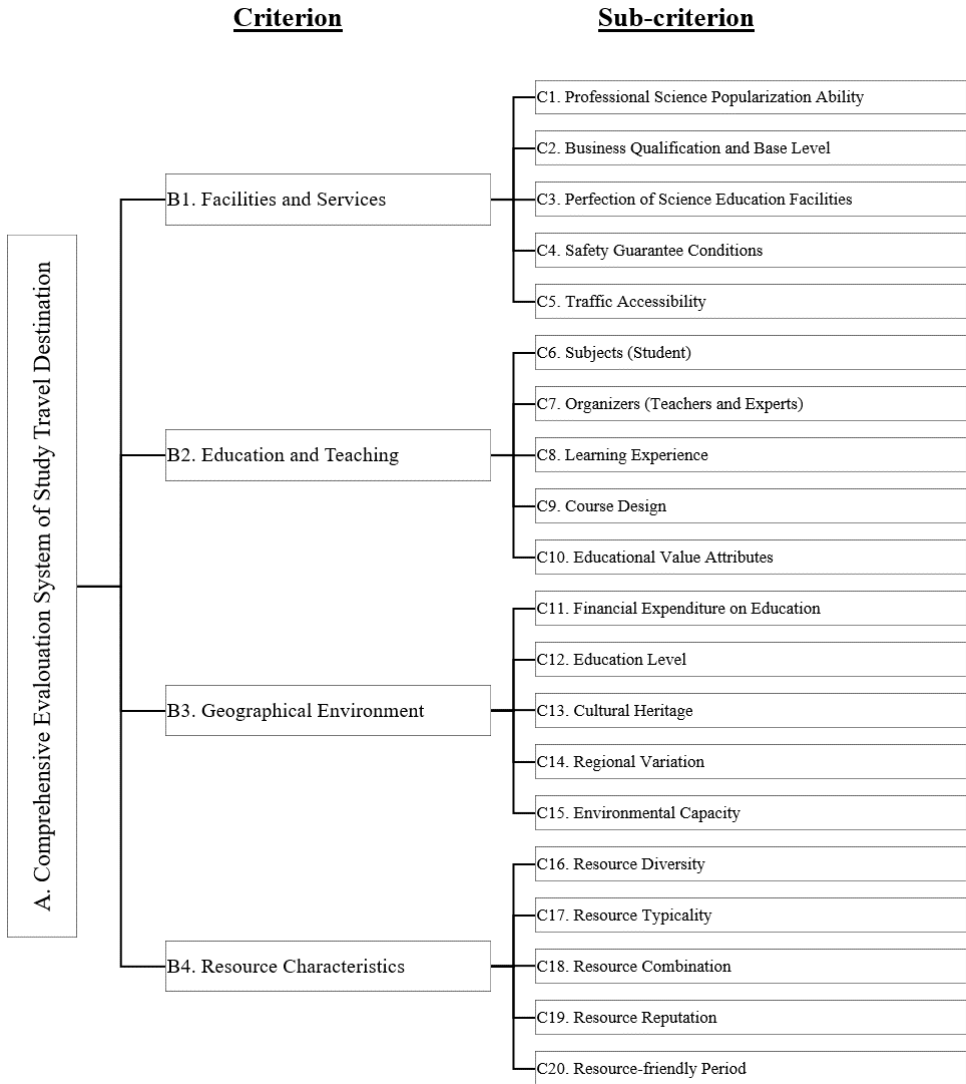 Criterion
Sub-criterion
A. Comprehensive Evalouation System of Study Travel Destination
B1. Facilities and Services
C1. Professional Science Popularization Ability
C2. Business Qualification and Base Level
C3. Perfection of Science Education Facilities
C4. Safety Guarantee Conditions
C5. Traffic Accessibility
B2. Education and Teaching
C6. Subjects (Student)
C7. Organizers (Teachers and Experts)
C8. Learning Experience
C9. Course Design
C10. Educational Value Attributes
B3. Geographical Environment
C11. Financial Expenditure on Education
C12. Education Level
C13. Cultural Heritage
C14. Regional Variation
C15. Environmental Capacity
B4. Resource Characteristics
C16. Resource Diversity
C17. Resource Typicality
C18. Resource Combination
C19. Resource Reputation
C20. Resource-friendly Period